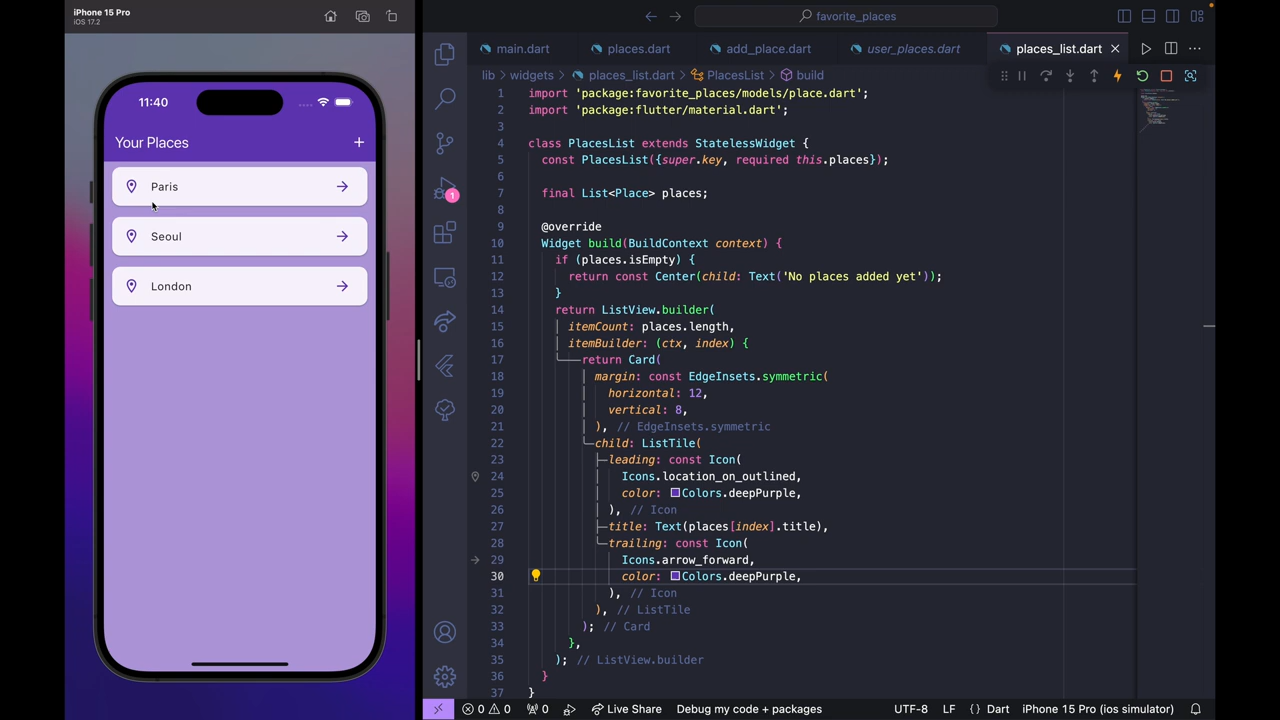 iPhone 15 Pro
iOS 17.2
11:40
Your Places
+
Paris
Seoul
London
favorite_places
main.dart
places.dart
add_place.dart
user_places.dart
places_list.dart
lib > widgets > places_list.dart > PlacesList > build
1 import 'package:favorite_places/models/place.dart';
2 import 'package:flutter/material.dart';
3
4 class PlacesList extends StatelessWidget {
5 const PlacesList({super.key, required this.places});
6
7 final List<Place> places;
8
9 @override
10 Widget build(BuildContext context) {
11 if (places.isEmpty) {
12 return const Center(child: Text('No places added yet'));
13 }
14 return ListView.builder(
15 itemCount: places.length,
16 itemBuilder: (ctx, index) {
17 return Card(
18 margin: const EdgeInsets.symmetric(
19 horizontal: 12,
20 vertical: 8,
21 ), // EdgeInsets.symmetric
22 child: ListTile(
23 leading: const Icon(
24 Icons.location_on_outlined,
25 color: Colors.deepPurple,
26 ), // Icon
27 title: Text(places[index].title),
28 trailing: const Icon(
29 Icons.arrow_forward,
30 color: Colors.deepPurple,
31 ), // Icon
32 ), // ListTile
33 ); // Card
34 },
35 ); // ListView.builder
36 }
37 }
1
0 0 0 Live Share Debug my code + packages UTF-8 LF {} Dart iPhone 15 Pro (ios simulator)